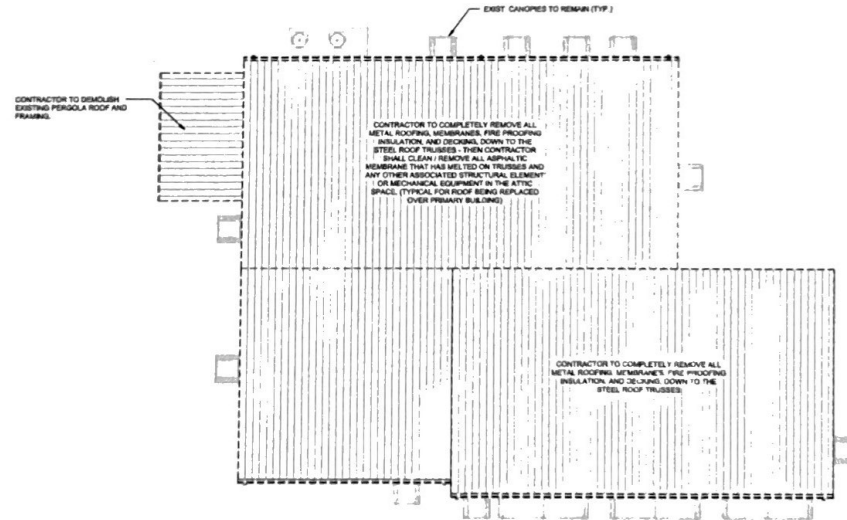 EXIST. CANOPIES TO REMAIN (TYP.)
CONTRACTOR TO DEMOLISH
EXISTING PERGOLA ROOF AND
FRAMING.
CONTRACTOR TO COMPLETELY REMOVE ALL
METAL ROOFING, MEMBRANES, FIRE PROOFING
INSULATION, AND DECKING, DOWN TO THE
STEEL ROOF TRUSSES - THEN CONTRACTOR
SHALL CLEAN / REMOVE ALL ASPHALTIC
MEMBRANE THAT HAS MELTED ON TRUSSES AND
ANY OTHER ASSOCIATED STRUCTURAL ELEMENT
OR MECHANICAL EQUIPMENT IN THE ATTIC
SPACE. (TYPICAL FOR ROOF BEING REPLACED
OVER PRIMARY BUILDING)
CONTRACTOR TO COMPLETELY REMOVE ALL
METAL ROOFING, MEMBRANES, FIRE PROOFING
INSULATION, AND DECKING, DOWN TO THE
STEEL ROOF TRUSSES.